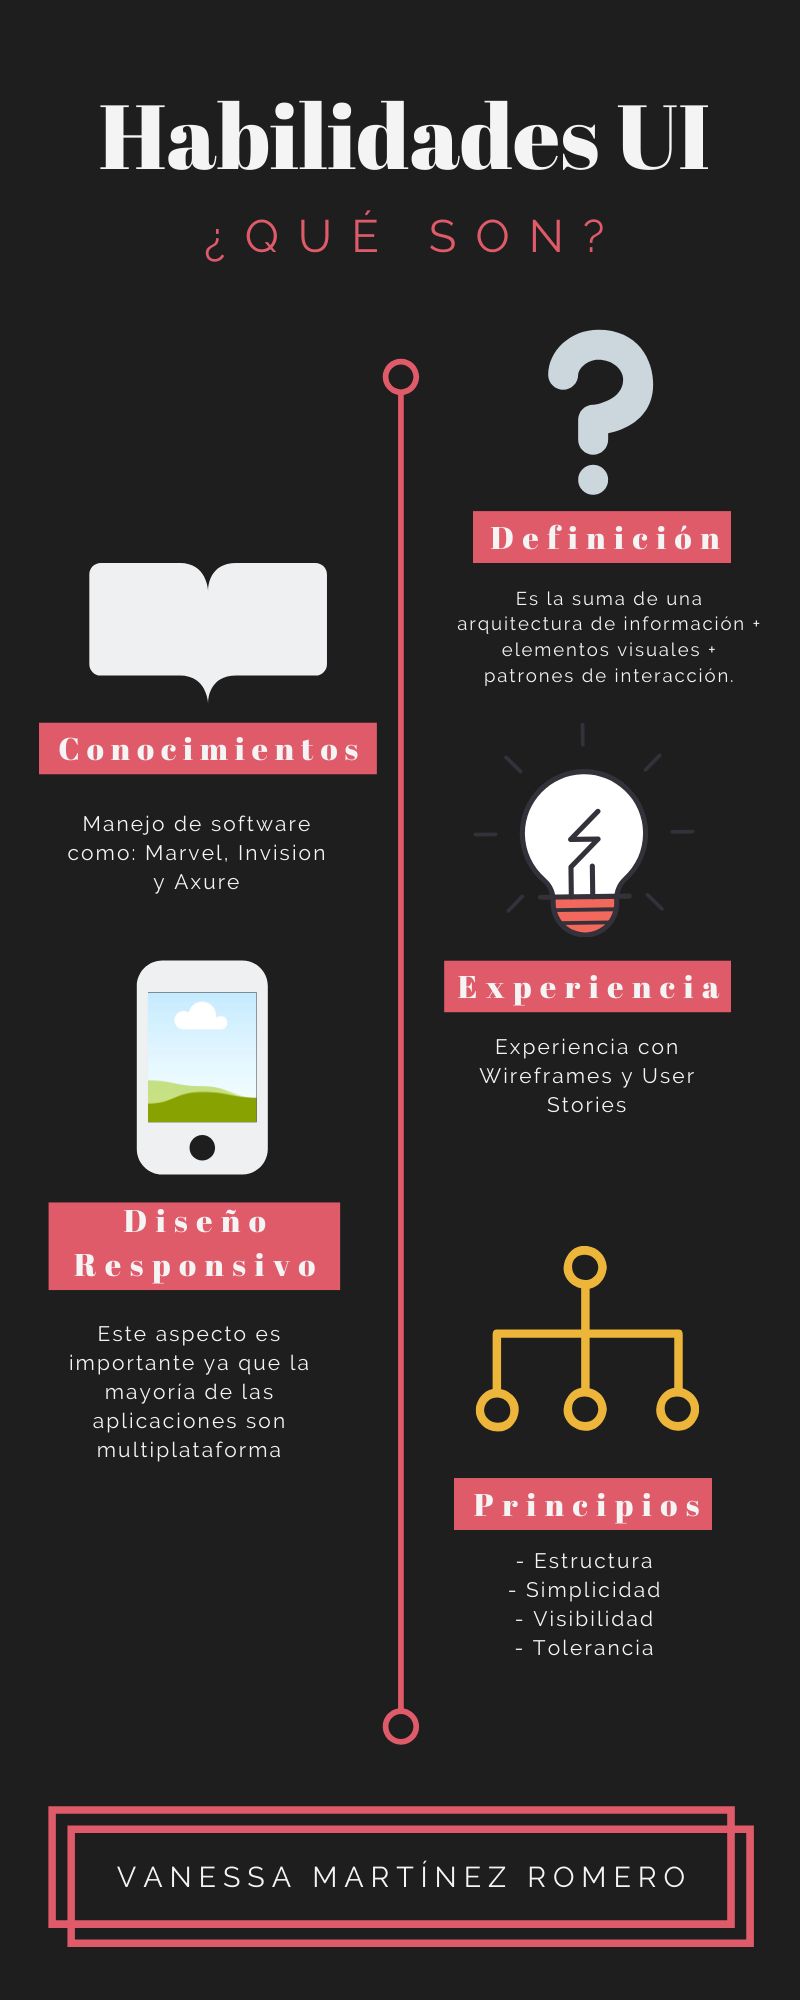 Habilidades UI
¿QUÉ SON?
Definición
Es la suma de una
arquitectura de información +
elementos visuales +
patrones de interacción.
Conocimientos
Manejo de software
como: Marvel, Invision
y Axure
Experiencia
Experiencia con
Wireframes y User
Stories
Diseño
Responsivo
Este aspecto es
importante ya que la
mayoría de las
aplicaciones son
multiplataforma
Principios
- Estructura
- Simplicidad
- Visibilidad
- Tolerancia
VANESSA MARTÍNEZ ROMERO